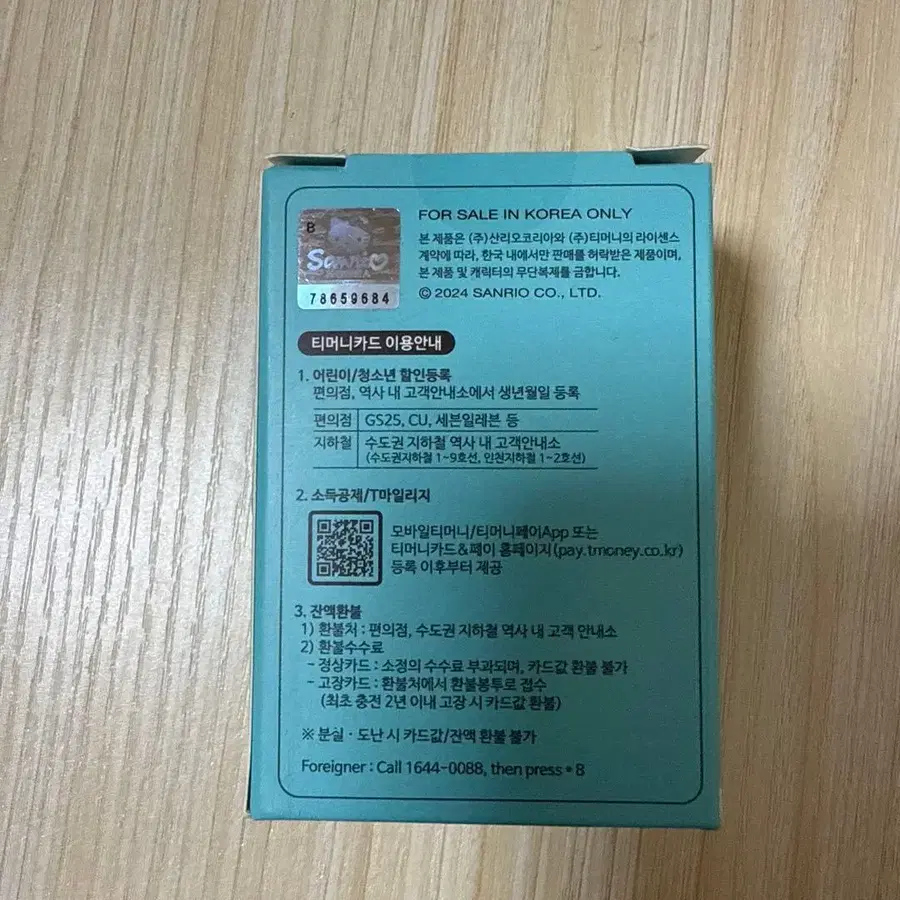 B
Sanrio
78659684
FOR SALE IN KOREA ONLY
본 제품은 (주)산리오코리아와 (주)티머니의 라이센스
계약에 따라, 한국 내에서만 판매를 허락받은 제품이며,
본 제품 및 캐릭터의 무단복제를 금합니다.
© 2024 SANRIO CO., LTD.
티머니카드 이용안내
1. 어린이/청소년 할인등록
편의점, 역사 내 고객안내소에서 생년월일 등록
편의점 GS25, CU, 세븐일레븐 등
지하철 수도권 지하철 역사 내 고객안내소
(수도권지하철 1~9호선, 인천지하철 1~2호선)
2. 소득공제/T마일리지
모바일티머니/티머니페이App 또는
티머니카드&페이 홈페이지(pay.tmoney.co.kr)
등록 이후부터 제공
3. 잔액환불
1) 환불처 : 편의점, 수도권 지하철 역사 내 고객 안내소
2) 환불수수료
- 정상카드 : 소정의 수수료 부과되며, 카드값 환불 불가
- 고장카드 : 환불처에서 환불봉투로 접수
(최초 충전 2년 이내 고장 시 카드값 환불)
※ 분실 · 도난 시 카드값/잔액 환불 불가
Foreigner : Call 1644-0088, then press * 8